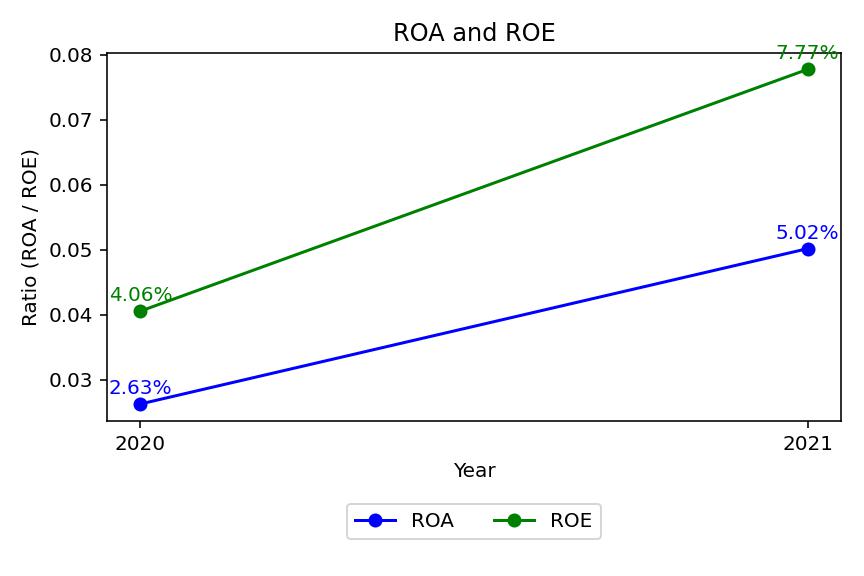 ROA and ROE
7.77%
0.08
0.07
0.06
5.02%
0.05
4.06%
0.04
2.63%
0.03
Ratio (ROA / ROE)
2020 2021
Year
ROA ROE